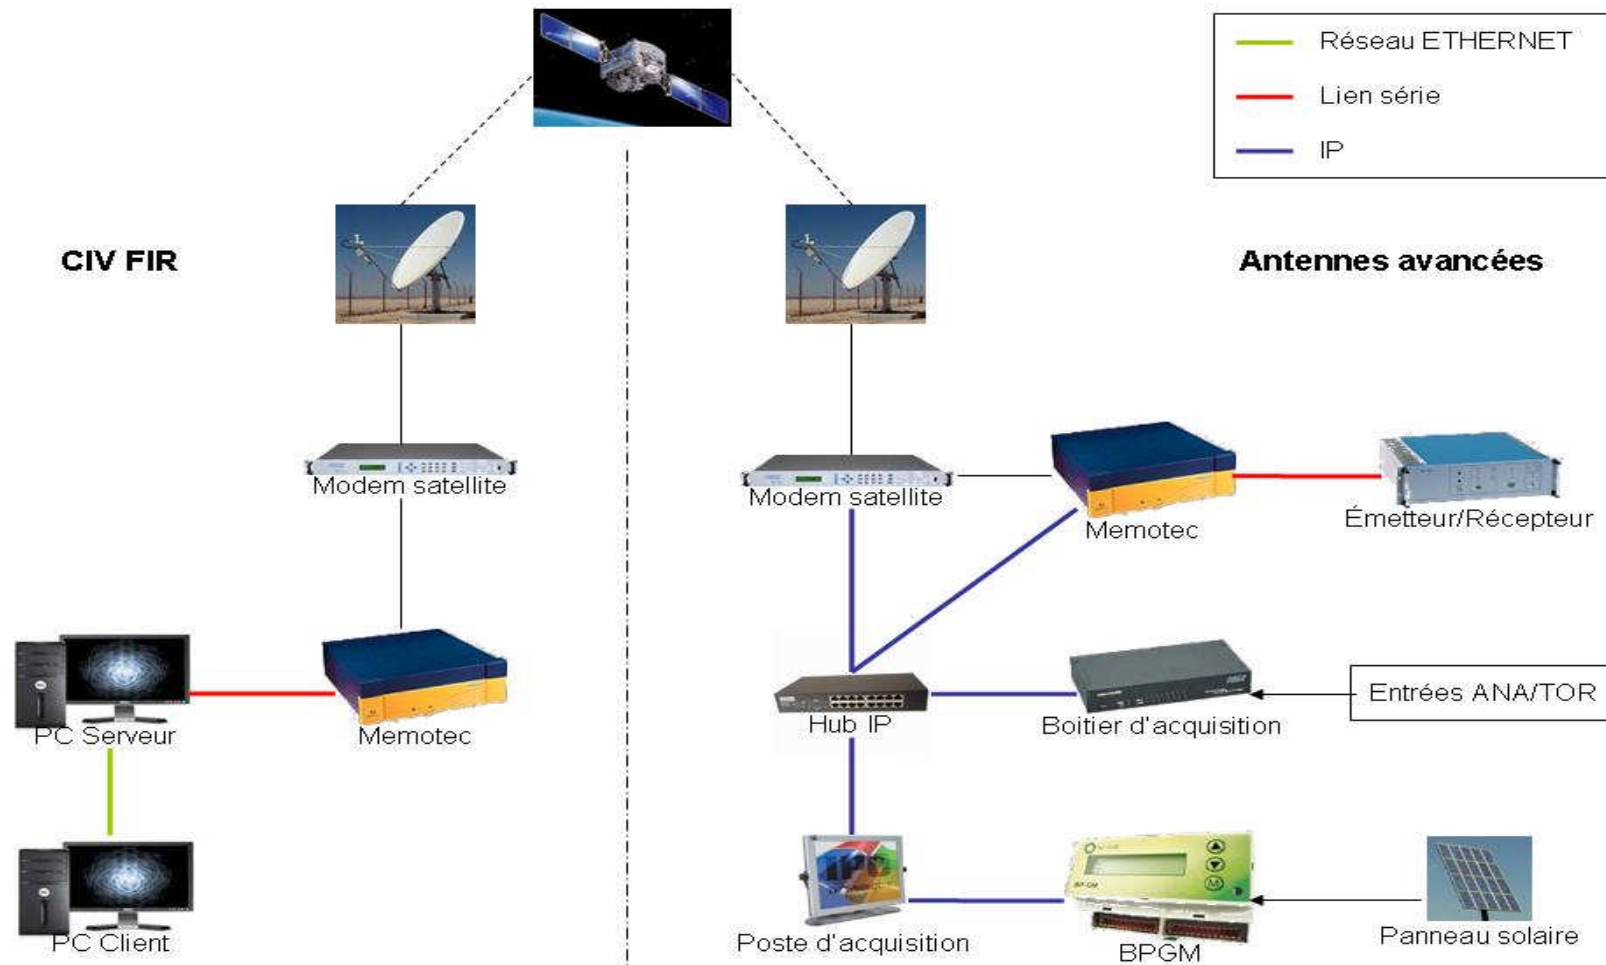 Réseau ETHERNET
Lien série
IP
CIV FIR
Antennes avancées
Modem satellite
Modem satellite
Memotec
Émetteur/Récepteur
PC Serveur
Memotec
Hub IP
Boitier d'acquisition
Entrées ANA/TOR
PC Client
Poste d'acquisition
BPGM
Panneau solaire